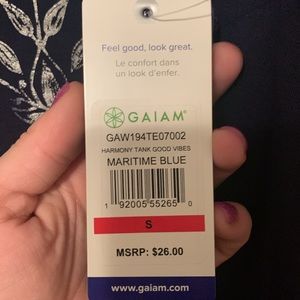 Feel good, look great.
Le confort dans
un look d'enfer.
GAIAM®
GAW194TE07002
HARMONY TANK GOOD VIBES
MARITIME BLUE
1 92005 55265 0
S
MSRP: $26.00
www.gaiam.com